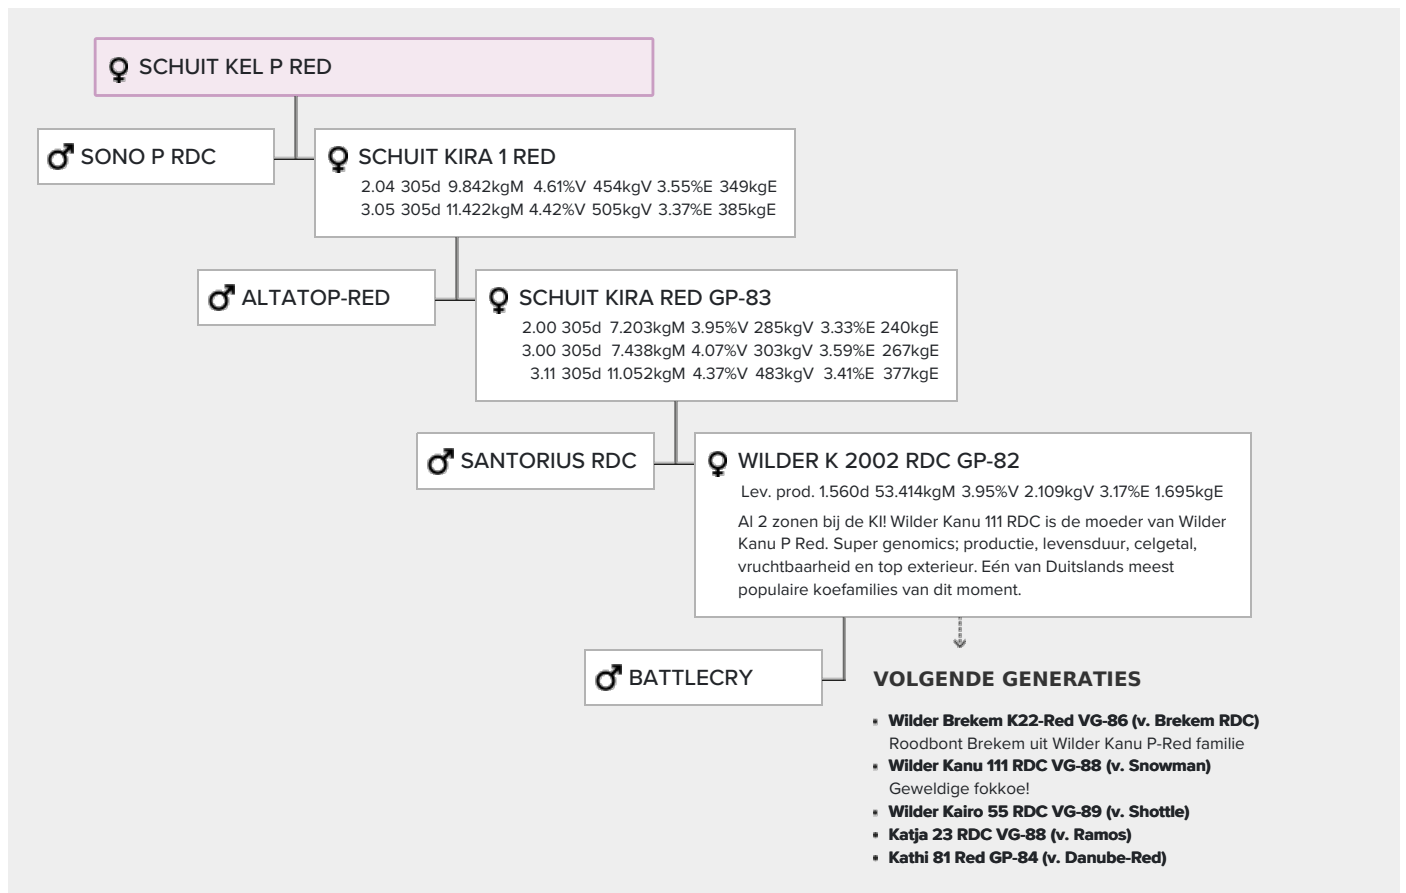 SCHUIT KEL P RED
SONO P RDC
SCHUIT KIRA 1 RED
2.04 305d 9.842kgM 4.61%V 454kgV 3.55%E 349kgE
3.05 305d 11.422kgM 4.42%V 505kgV 3.37%E 385kgE
ALTATOP-RED
SCHUIT KIRA RED GP-83
2.00 305d 7.203kgM 3.95%V 285kgV 3.33%E 240kgE
3.00 305d 7.438kgM 4.07%V 303kgV 3.59%E 267kgE
3.11 305d 11.052kgM 4.37%V 483kgV 3.41%E 377kgE
SANTORIUS RDC
WILDER K 2002 RDC GP-82
Lev. prod. 1.560d 53.414kgM 3.95%V 2.109kgV 3.17%E 1.695kgE
Al 2 zonen bij de KI! Wilder Kanu 111 RDC is de moeder van Wilder
Kanu P Red. Super genomics; productie, levensduur, celgetal,
vruchtbaarheid en top exterieur. Eén van Duitslands meest
populaire koefamilies van dit moment.
BATTLECRY
VOLGENDE GENERATIES
Wilder Brekem K22-Red VG-86 (v. Brekem RDC)
Roodbont Brekem uit Wilder Kanu P-Red familie
Wilder Kanu 111 RDC VG-88 (v. Snowman)
Geweldige fokkoe!
Wilder Kairo 55 RDC VG-89 (v. Shottle)
Katja 23 RDC VG-88 (v. Ramos)
Kathi 81 Red GP-84 (v. Danube-Red)